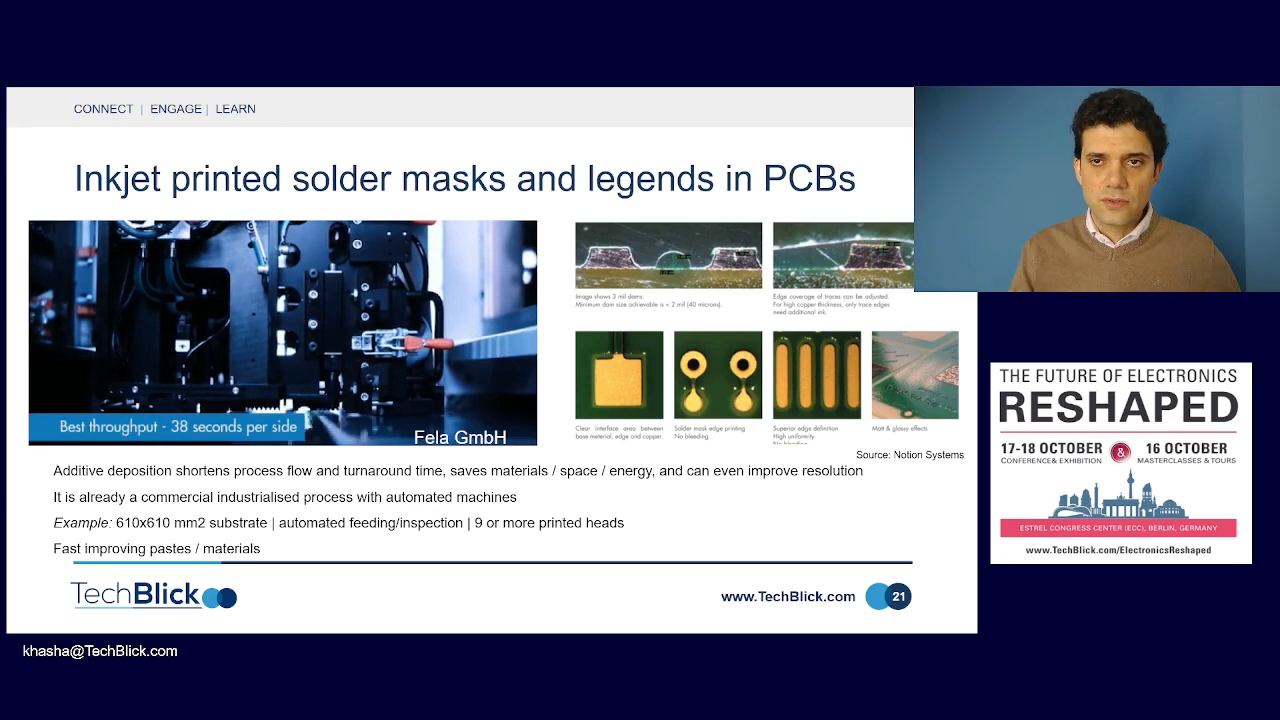 CONNECT | ENGAGE | LEARN
Inkjet printed solder masks and legends in PCBs
Best throughput - 38 seconds per side
Fela GmbH
Image shows 3 mil dams:
Minimum dam size achievable is < 2 mil (40 microns).
Edge coverage of traces can be adjusted.
For high copper thickness, only trace edges
need additional ink.
Clear interface area between
base material, edge and copper.
Solder mask edge printing
No bleeding
Superior edge definition
High uniformity
No bleeding
Matt & glossy effects
Source: Notion Systems
Additive deposition shortens process flow and turnaround time, saves materials / space / energy, and can even improve resolution
It is already a commercial industrialised process with automated machines
Example: 610x610 mm2 substrate | automated feeding/inspection | 9 or more printed heads
Fast improving pastes / materials
TechBlick
www.TechBlick.com
21
khasha@TechBlick.com
THE FUTURE OF ELECTRONICS
RESHAPED
17-18 OCTOBER
CONFERENCE & EXHIBITION
&
16 OCTOBER
MASTERCLASSES & TOURS
ESTREL CONGRESS CENTER (ECC), BERLIN, GERMANY
www.TechBlick.com/ElectronicsReshaped